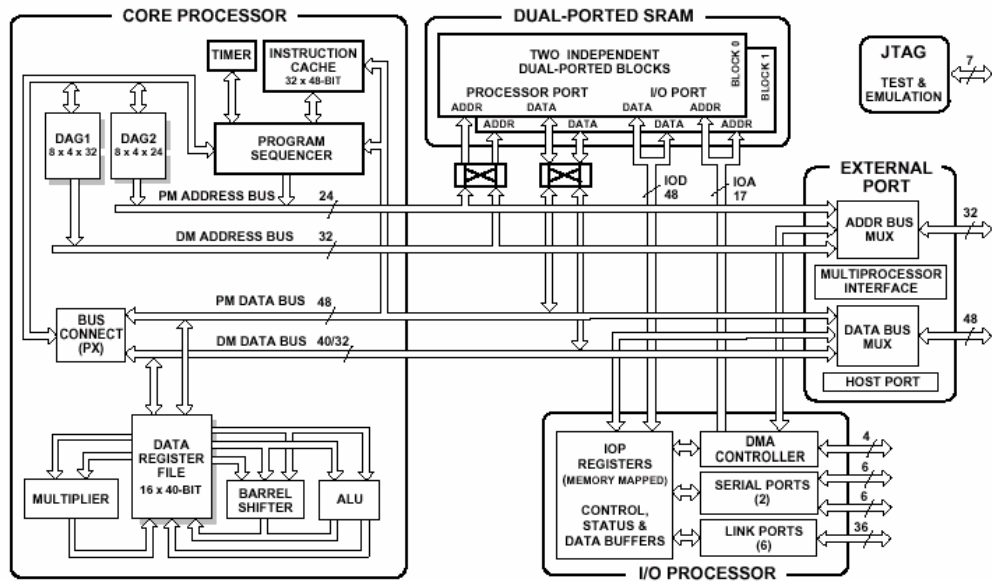 CORE PROCESSOR
TIMER
INSTRUCTION
CACHE
32 x 48-BIT
DAG1
8 x 4 x 32
DAG2
8 x 4 x 24
PROGRAM
SEQUENCER
PM ADDRESS BUS
24
DM ADDRESS BUS
32
PM DATA BUS
48
BUS
CONNECT
(PX)
DM DATA BUS
40/32
DATA
REGISTER
FILE
16 x 40-BIT
MULTIPLIER
BARREL
SHIFTER
ALU
DUAL-PORTED SRAM
TWO INDEPENDENT
DUAL-PORTED BLOCKS
BLOCK 0
BLOCK 1
PROCESSOR PORT
I/O PORT
ADDR
DATA
DATA
ADDR
ADDR
DATA
DATA
ADDR
IOD
48
IOA
17
JTAG
TEST &
EMULATION
7
EXTERNAL
PORT
ADDR BUS
MUX
32
MULTIPROCESSOR
INTERFACE
DATA BUS
MUX
48
HOST PORT
IOP
REGISTERS
(MEMORY MAPPED)
CONTROL,
STATUS &
DATA BUFFERS
DMA
CONTROLLER
4
SERIAL PORTS
(2)
6
6
LINK PORTS
(6)
36
I/O PROCESSOR